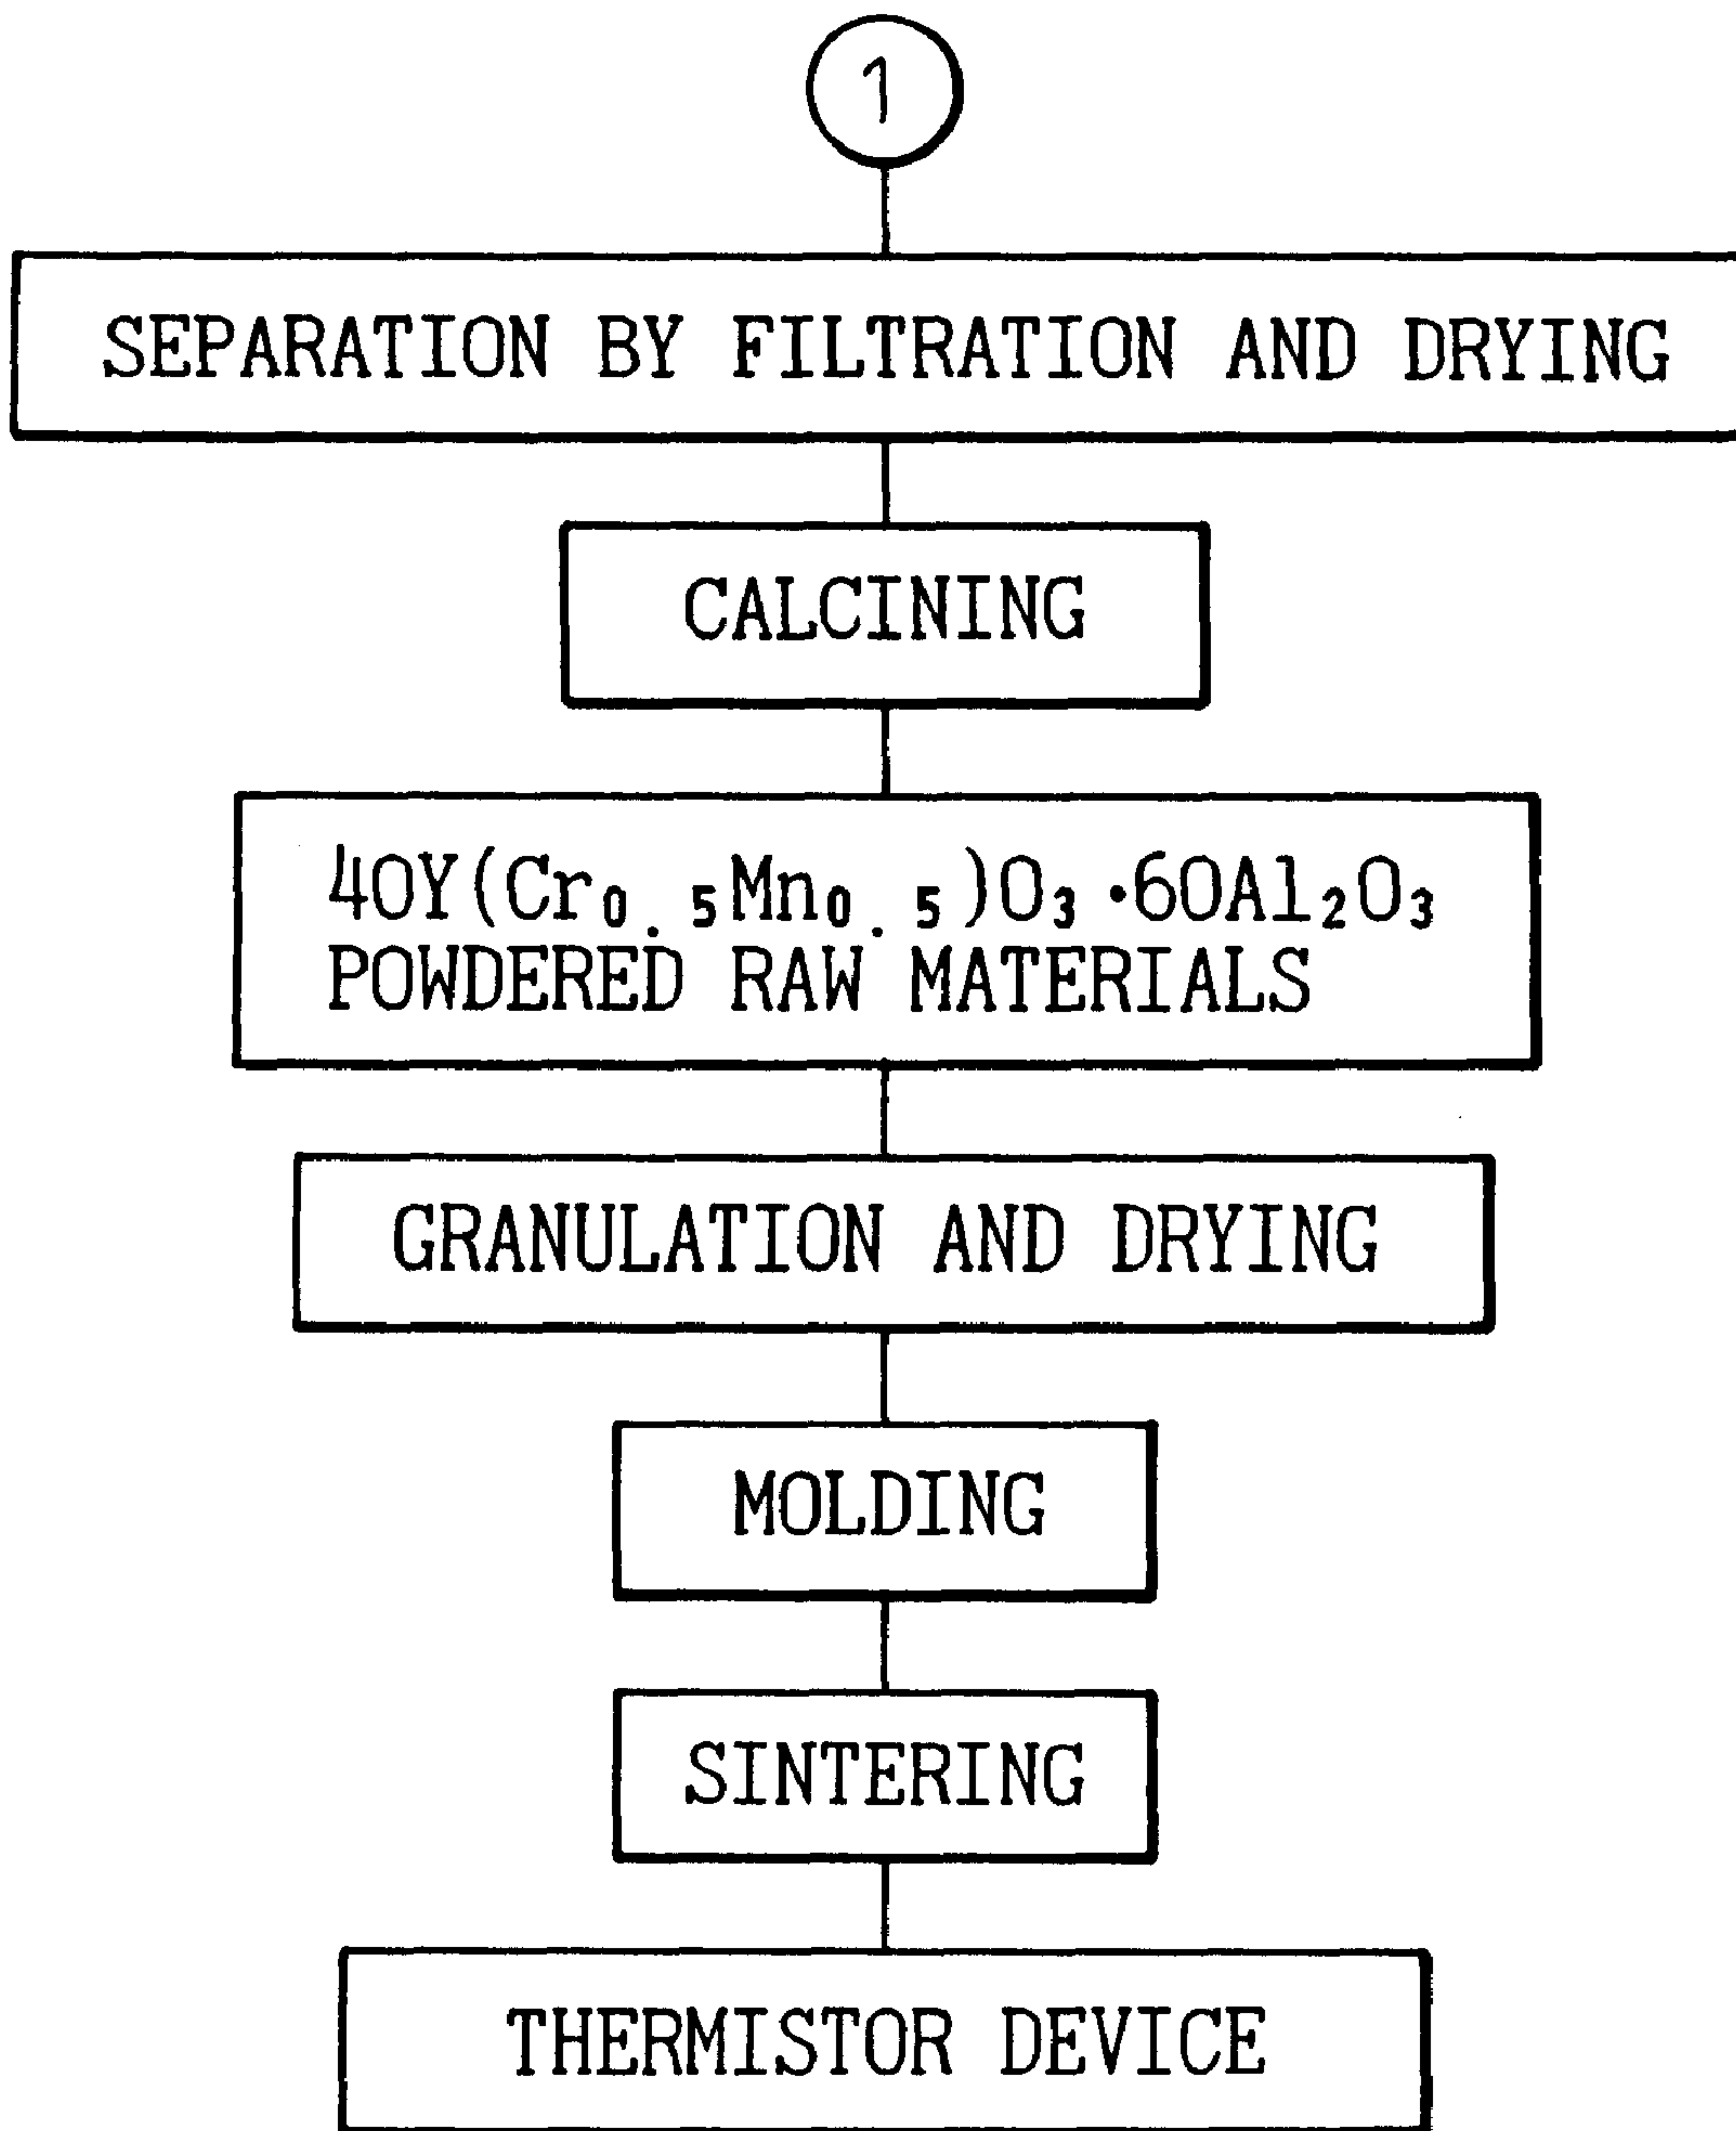 1
SEPARATION BY FILTRATION AND DRYING
CALCINING
40Y(Cr₀.₅Mn₀.₅)O₃·60Al₂O₃
POWDERED RAW MATERIALS
GRANULATION AND DRYING
MOLDING
SINTERING
THERMISTOR DEVICE